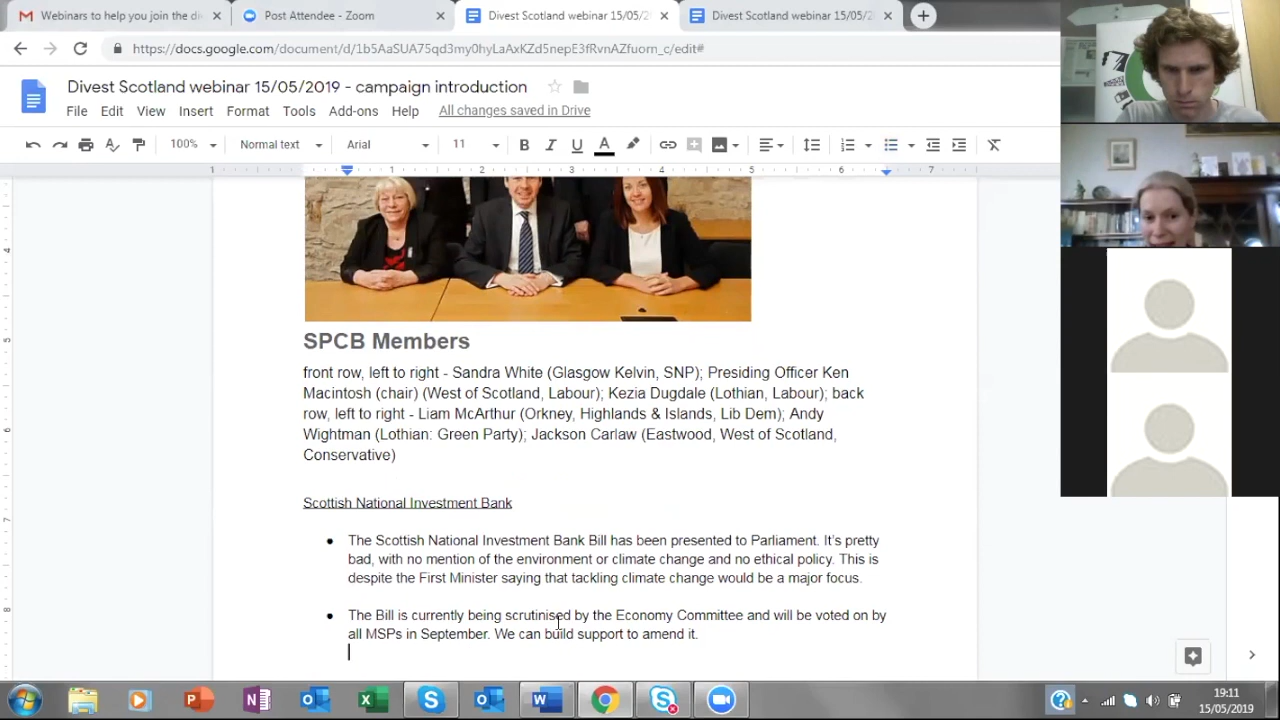 Webinars to help you join the di
Post Attendee - Zoom
Divest Scotland webinar 15/05/20
Divest Scotland webinar 15/05/2
https://docs.google.com/document/d/1b5AaSUA75qd3my0hyLaAxKZd5nepE3fRvnAZfuom_c/edit#
Divest Scotland webinar 15/05/2019 - campaign introduction
File Edit View Insert Format Tools Add-ons Help All changes saved in Drive
100% Normal text Arial 11
1 1 2 3 4 5 6 7
SPCB Members
front row, left to right - Sandra White (Glasgow Kelvin, SNP); Presiding Officer Ken
Macintosh (chair) (West of Scotland, Labour); Kezia Dugdale (Lothian, Labour); back
row, left to right - Liam McArthur (Orkney, Highlands & Islands, Lib Dem); Andy
Wightman (Lothian: Green Party); Jackson Carlaw (Eastwood, West of Scotland,
Conservative)
Scottish National Investment Bank
● The Scottish National Investment Bank Bill has been presented to Parliament. It's pretty
bad, with no mention of the environment or climate change and no ethical policy. This is
despite the First Minister saying that tackling climate change would be a major focus.
● The Bill is currently being scrutinised by the Economy Committee and will be voted on by
all MSPs in September. We can build support to amend it.
19:11
15/05/2019